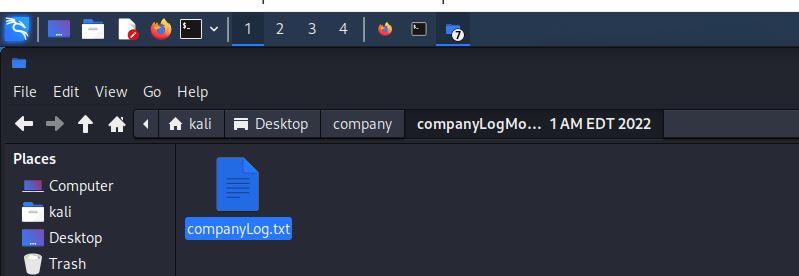 1 2 3 4 7
File Edit View Go Help
kali Desktop company companyLogMo... 1 AM EDT 2022
Places
Computer
kali
Desktop
Trash
companyLog.txt